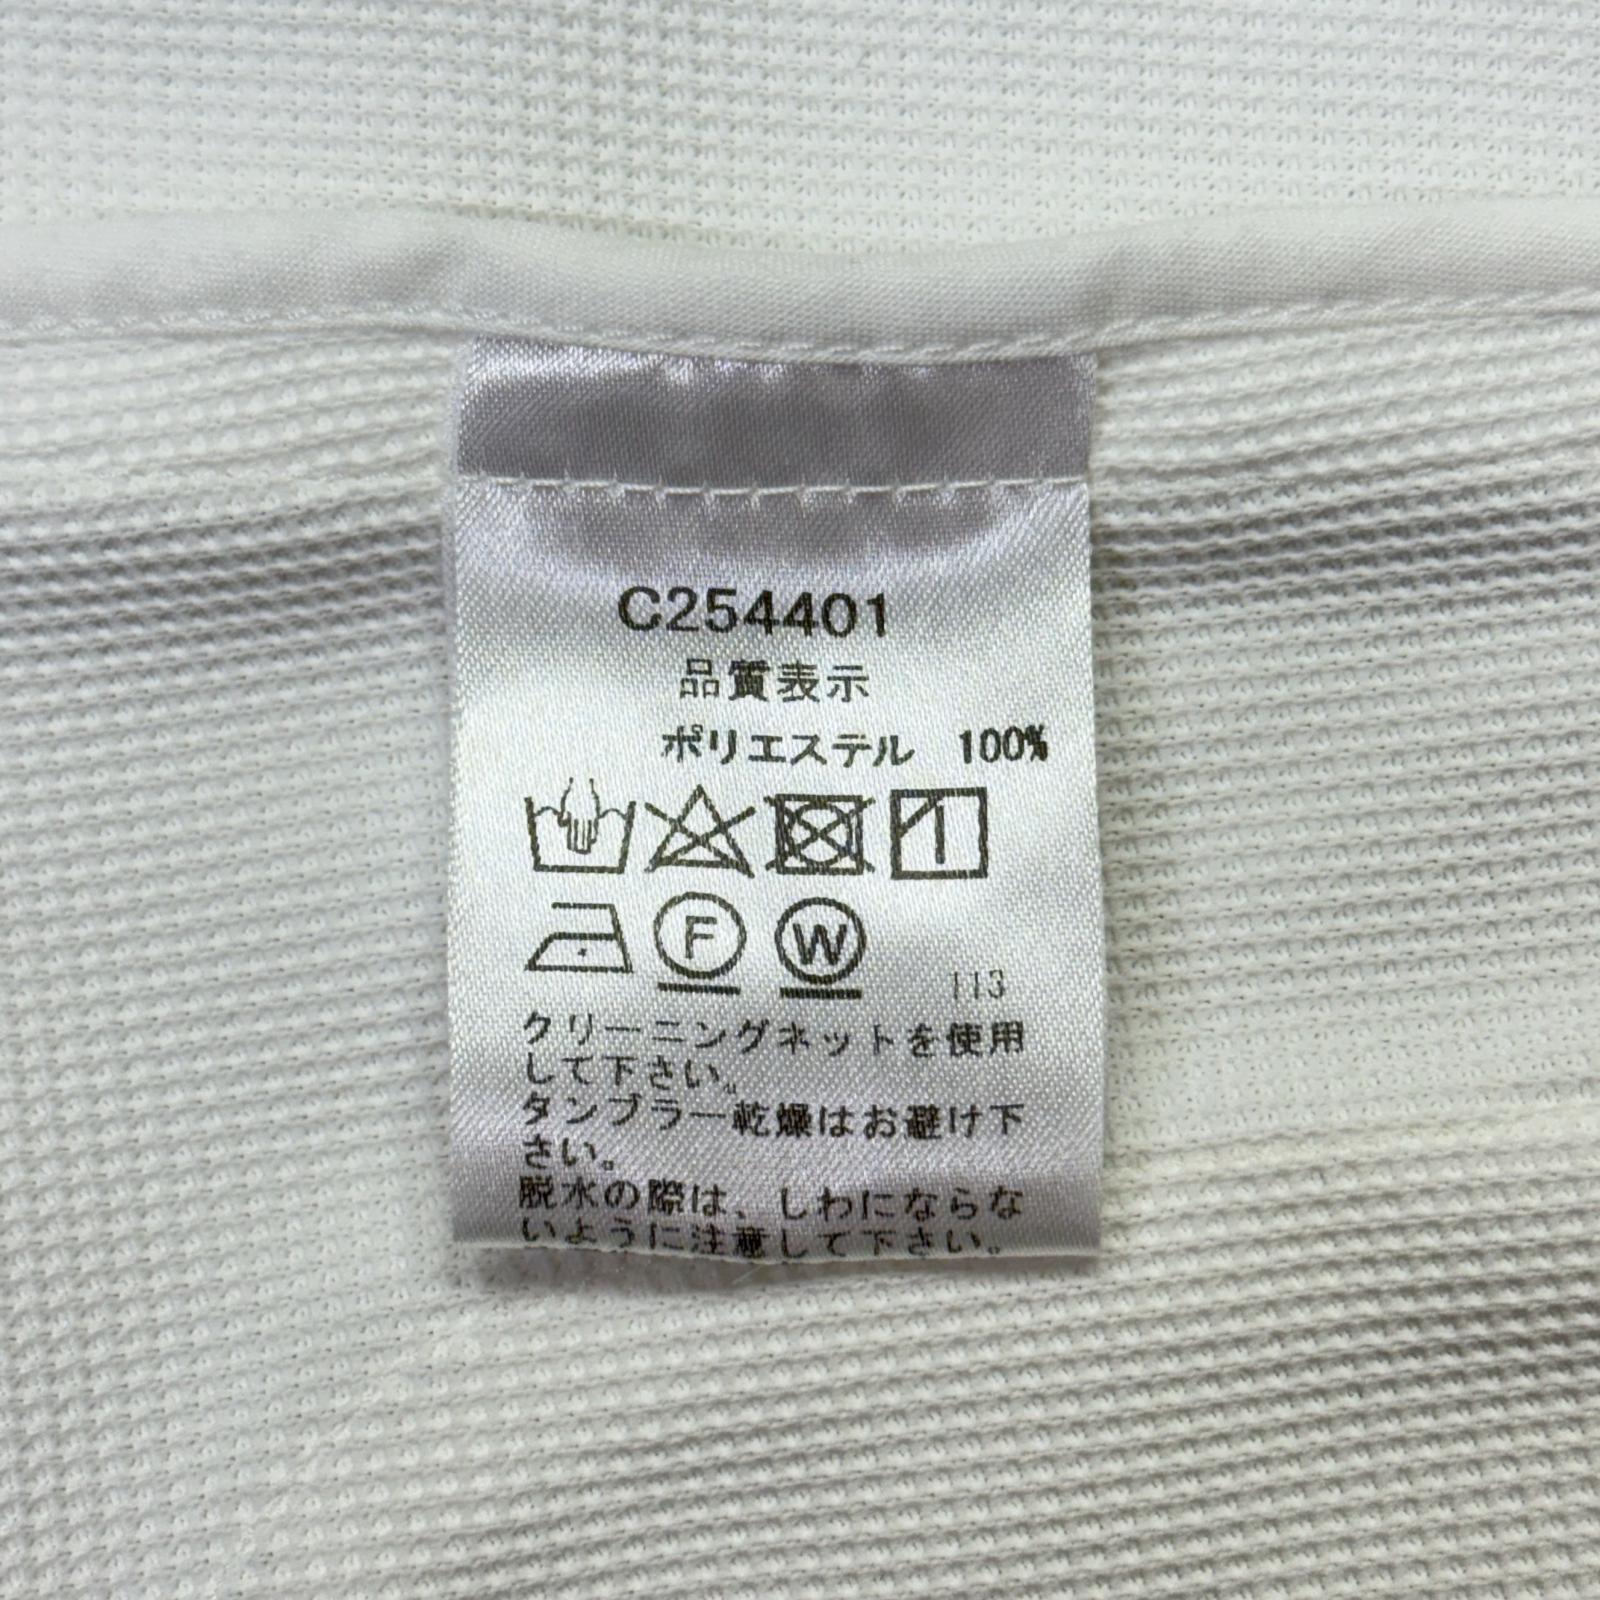 C254401
品質表示
ポリエステル 100%
1
F W 113
クリーニングネットを使用
して下さい。
タンブラー乾燥はお避け下
さい。
脱水の際は、しわにならな
いように注意して下さい。